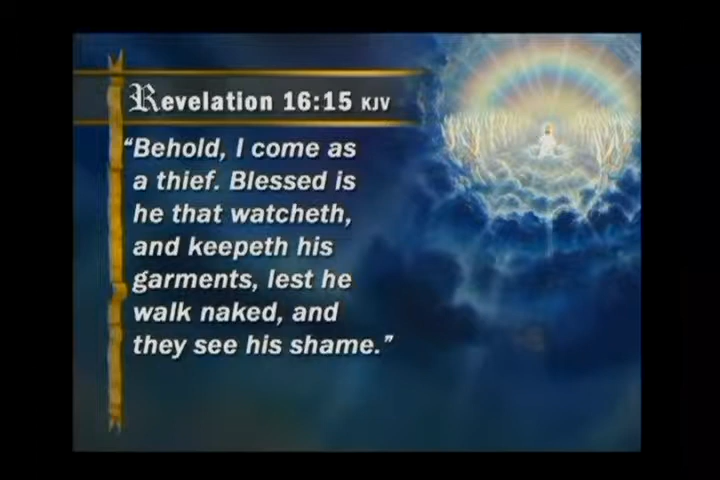 Revelation 16:15 KJV
“Behold, I come as
a thief. Blessed is
he that watcheth,
and keepeth his
garments, lest he
walk naked, and
they see his shame.”